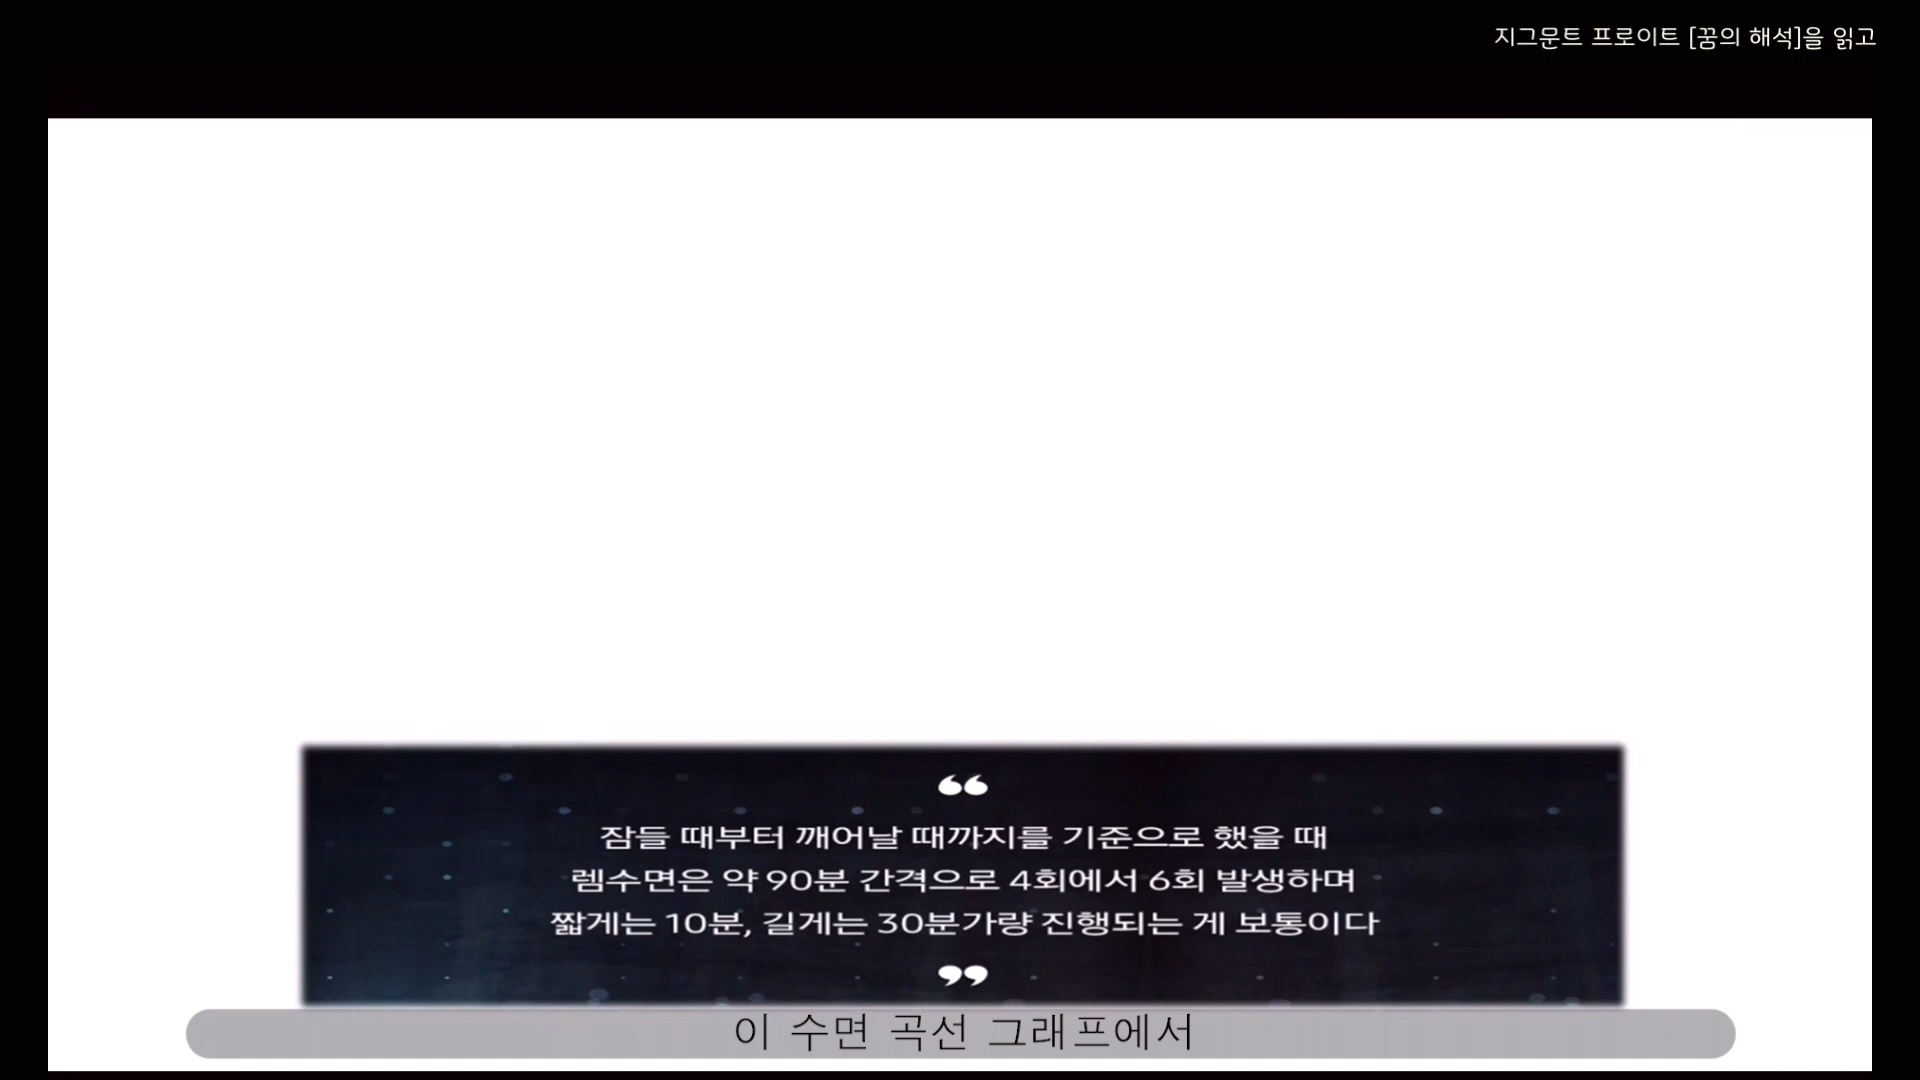 지그문트 프로이트 [꿈의 해석]을 읽고
❝
잠들 때부터 깨어날 때까지를 기준으로 했을 때
렘수면은 약 90분 간격으로 4회에서 6회 발생하며
짧게는 10분, 길게는 30분가량 진행되는 게 보통이다
❞
이 수면 곡선 그래프에서